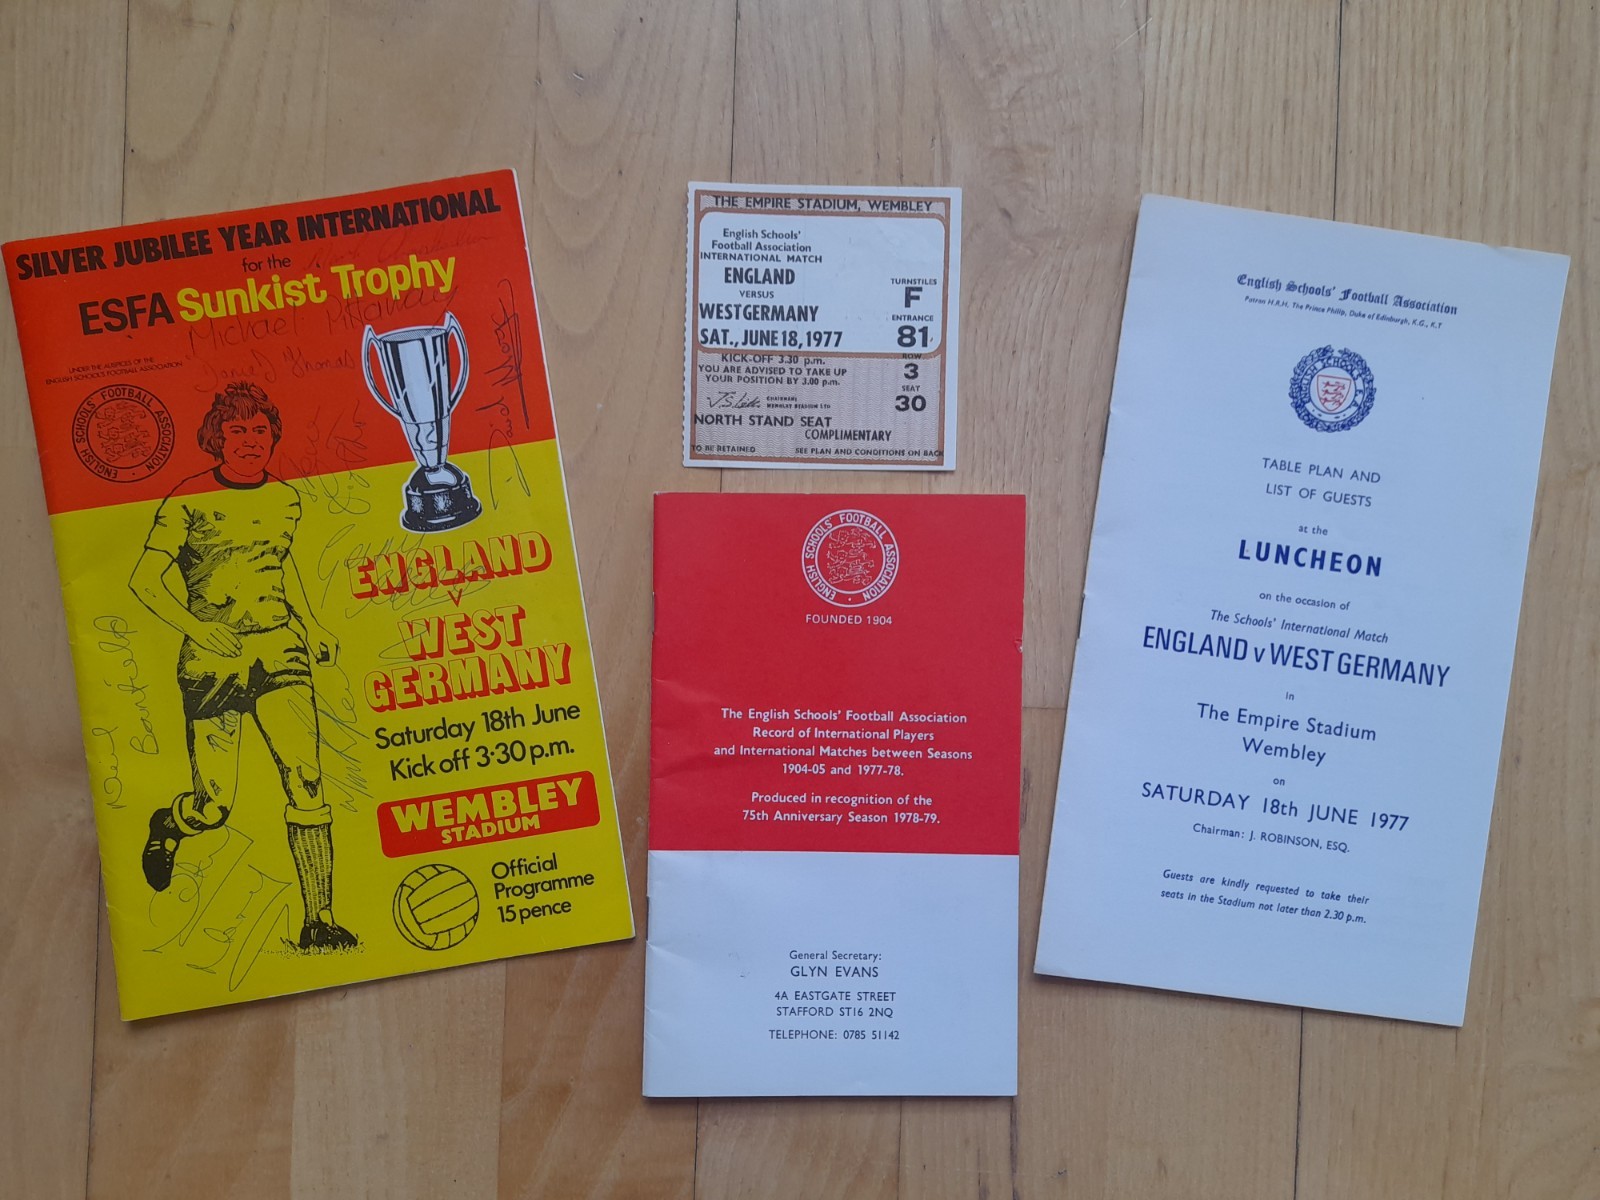 SILVER JUBILEE YEAR INTERNATIONAL
for the
ESFA Sunkist Trophy
UNDER THE AUSPICES OF THE
ENGLISH SCHOOLS FOOTBALL ASSOCIATION
ENGLISH SCHOOLS' FOOTBALL ASSOCIATION
Michael Pittaway
David Thomas
Neil
Banfield
ENGLAND
v
WEST
GERMANY
Saturday 18th June
Kick off 3·30 p.m.
WEMBLEY
STADIUM
Official
Programme
15 pence
THE EMPIRE STADIUM, WEMBLEY
English Schools'
Football Association
INTERNATIONAL MATCH
ENGLAND
VERSUS
WEST GERMANY
SAT., JUNE 18, 1977
KICK-OFF 3.30 p.m.
YOU ARE ADVISED TO TAKE UP
YOUR POSITION BY 3.00 p.m.
CHAIRMAN
WEMBLEY STADIUM LTD
NORTH STAND SEAT
COMPLIMENTARY
TO BE RETAINED
SEE PLAN AND CONDITIONS ON BACK
TURNSTILES
F
ENTRANCE
81
ROW
3
SEAT
30
ENGLISH SCHOOLS' FOOTBALL ASSOCIATION
FOUNDED 1904
The English Schools' Football Association
Record of International Players
and International Matches between Seasons
1904-05 and 1977-78.
Produced in recognition of the
75th Anniversary Season 1978-79.
General Secretary:
GLYN EVANS
4A EASTGATE STREET
STAFFORD ST16 2NQ
TELEPHONE: 0785 51142
English Schools' Football Association
Patron H.R.H. The Prince Philip, Duke of Edinburgh, K.G., K.T
TABLE PLAN AND
LIST OF GUESTS
at the
LUNCHEON
on the occasion of
The Schools' International Match
ENGLAND v WEST GERMANY
in
The Empire Stadium
Wembley
on
SATURDAY 18th JUNE 1977
Chairman: J. ROBINSON, ESQ.
Guests are kindly requested to take their
seats in the Stadium not later than 2.30 p.m.